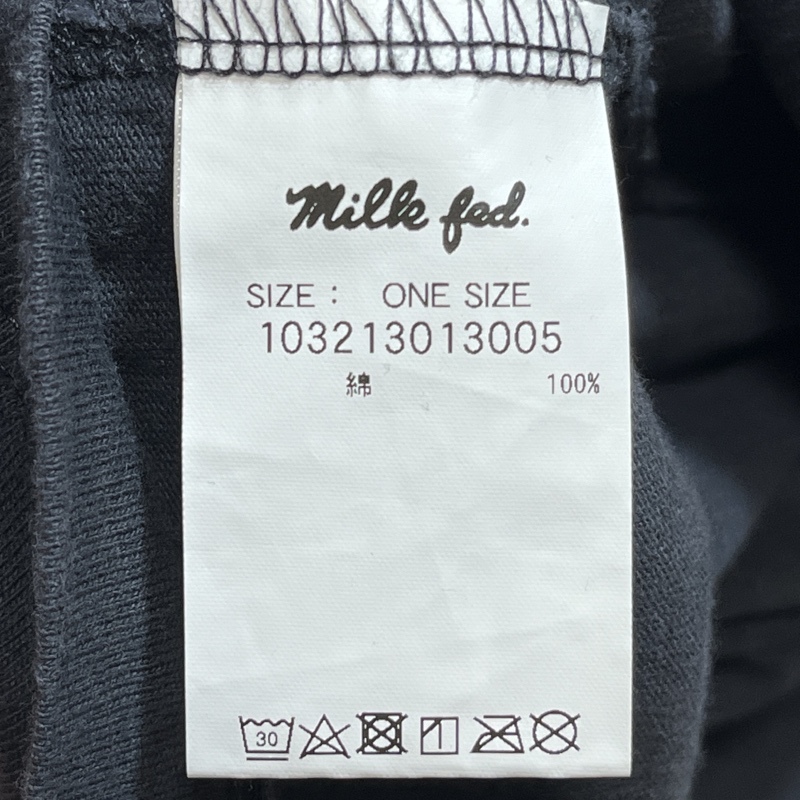 Milk fed.
SIZE : ONE SIZE
103213013005
綿 100%
30